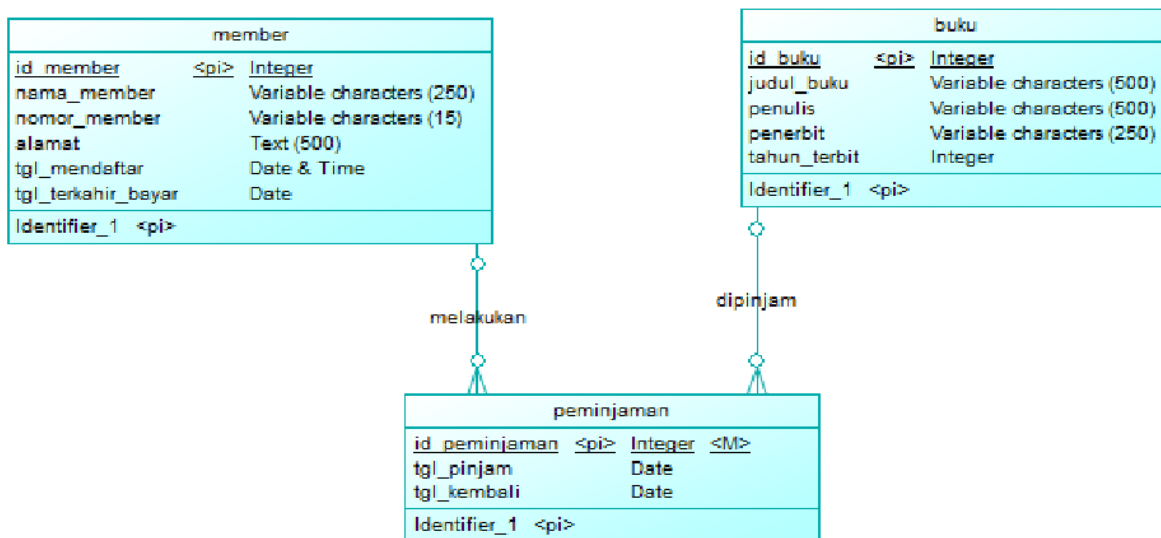 member
id_member <pi> Integer
nama_member Variable characters (250)
nomor_member Variable characters (15)
alamat Text (500)
tgl_mendaftar Date & Time
tgl_terkahir_bayar Date
Identifier_1 <pi>
buku
id_buku <pi> Integer
judul_buku Variable characters (500)
penulis Variable characters (500)
penerbit Variable characters (250)
tahun_terbit Integer
Identifier_1 <pi>
melakukan
dipinjam
peminjaman
id_peminjaman <pi> Integer <M>
tgl_pinjam Date
tgl_kembali Date
Identifier_1 <pi>